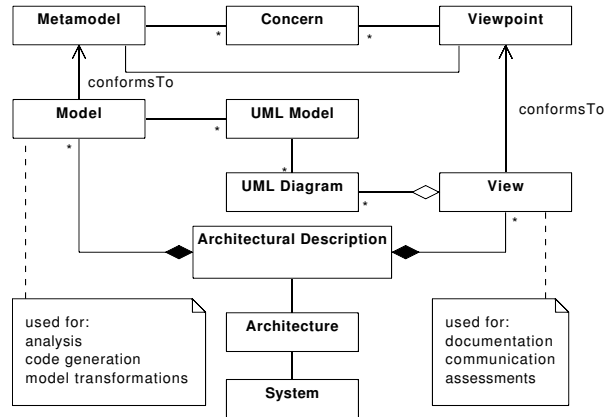 Metamodel
Concern
Viewpoint
*
*
conformsTo
conformsTo
Model
UML Model
*
*
*
UML Diagram
View
*
*
Architectural Description
used for:
analysis
code generation
model transformations
Architecture
System
used for:
documentation
communication
assessments